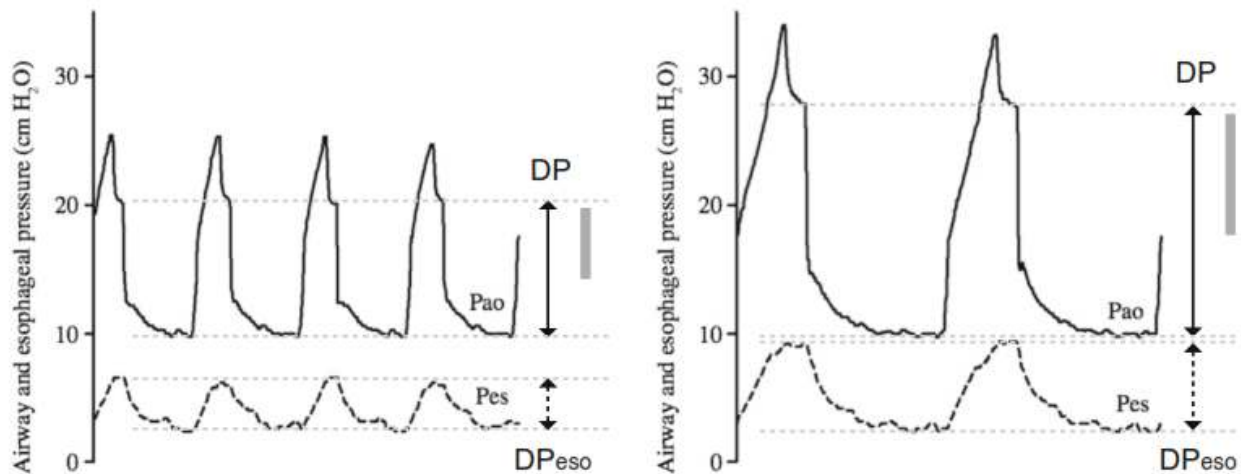 Airway and esophageal pressure (cm H₂O)
30
20
10
0
DP
Pao
Pes
DPeso
Airway and esophageal pressure (cm H₂O)
30
20
10
0
DP
Pao
Pes
DPeso